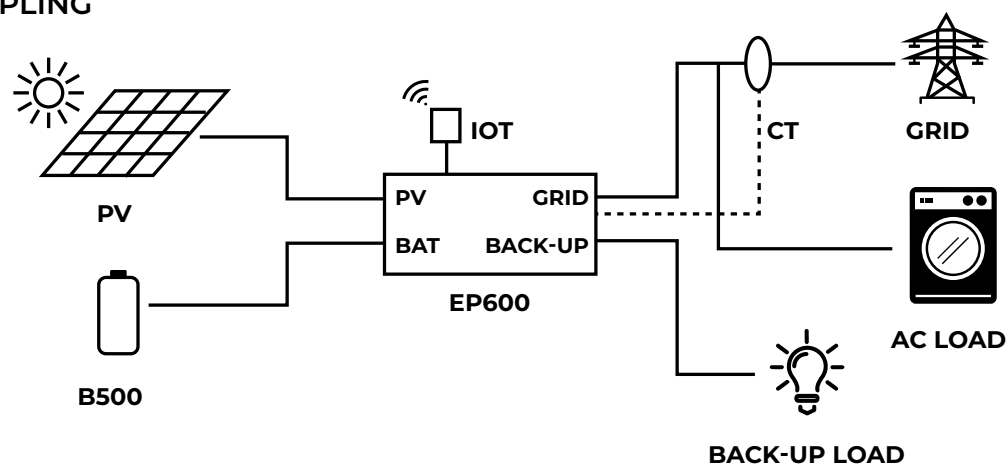 PLING
IOT
CT
GRID
PV
PV
GRID
BAT
BACK-UP
EP600
AC LOAD
B500
BACK-UP LOAD